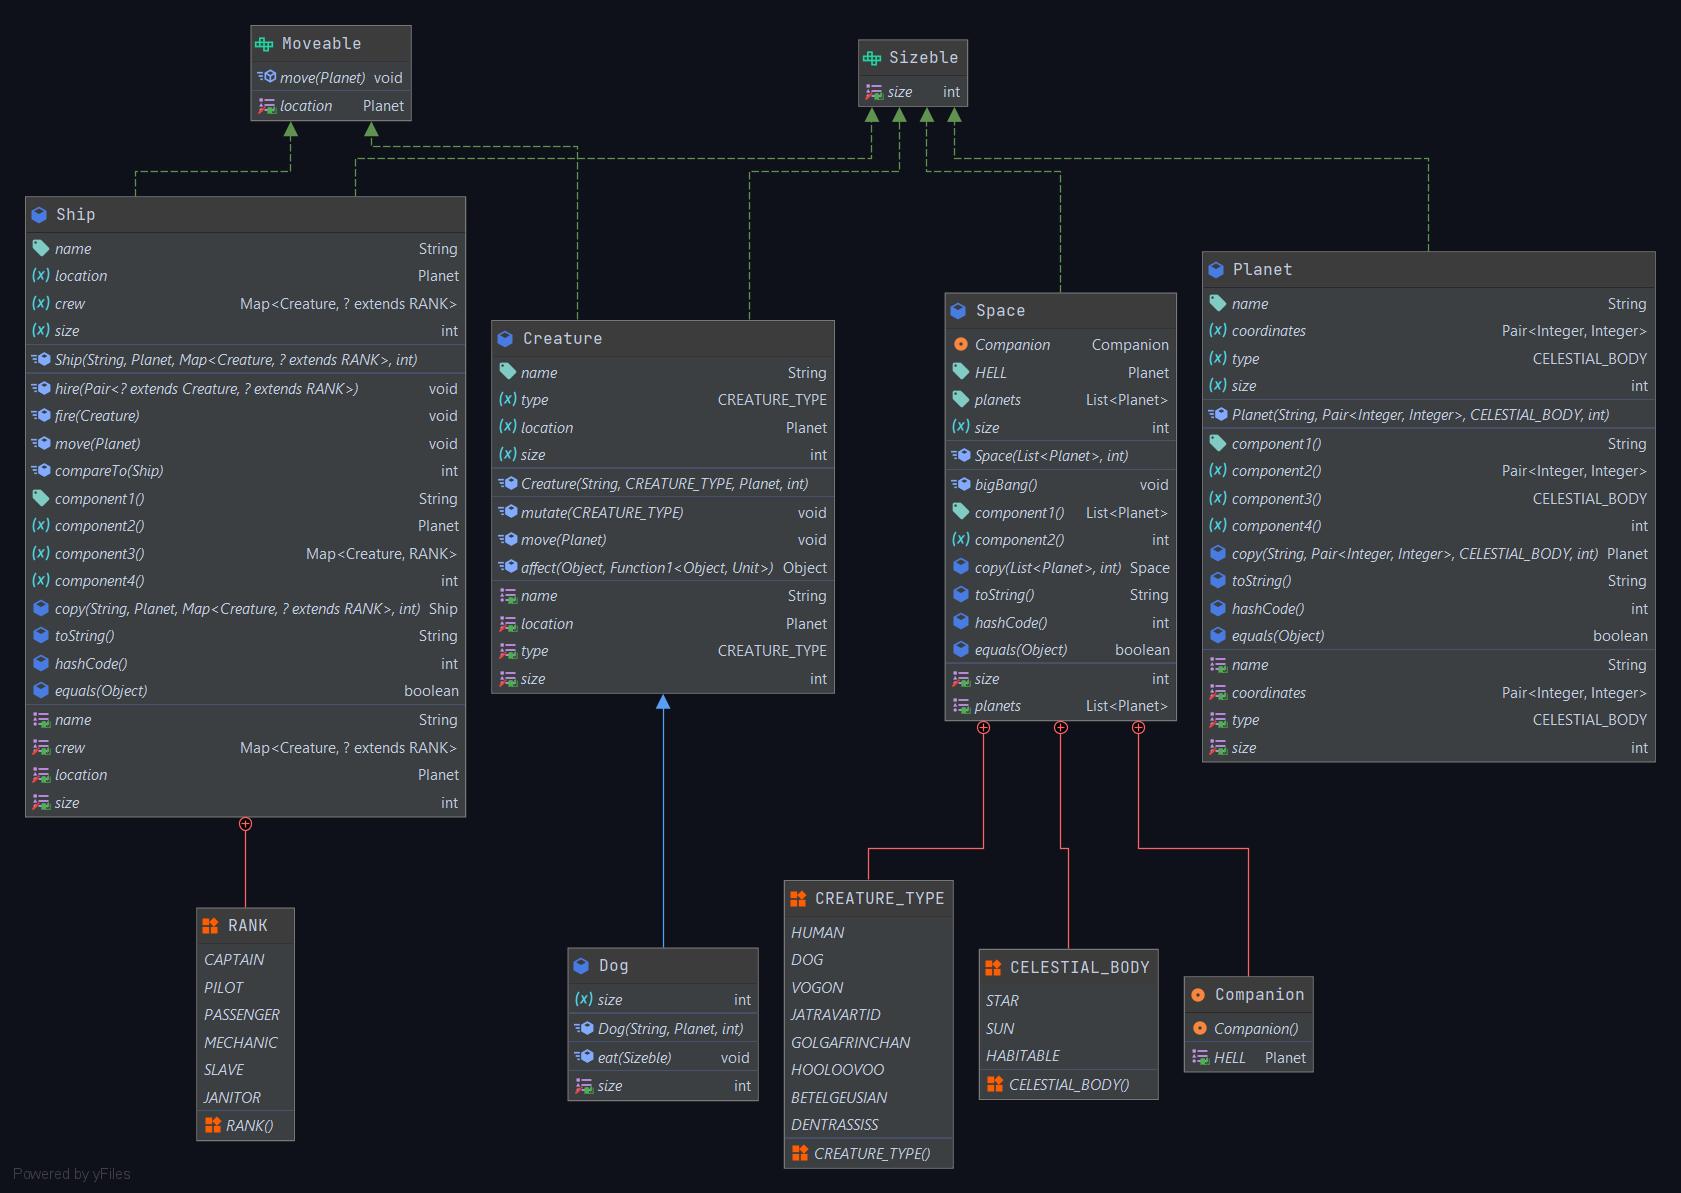 Moveable
move(Planet) void
location Planet
Sizeble
size int
Ship
name String
location Planet
crew Map<Creature, ? extends RANK>
size int
Ship(String, Planet, Map<Creature, ? extends RANK>, int)
hire(Pair<? extends Creature, ? extends RANK>) void
fire(Creature) void
move(Planet) void
compareTo(Ship) int
component1() String
component2() Planet
component3() Map<Creature, RANK>
component4() int
copy(String, Planet, Map<Creature, ? extends RANK>, int) Ship
toString() String
hashCode() int
equals(Object) boolean
name String
crew Map<Creature, ? extends RANK>
location Planet
size int
Creature
name String
type CREATURE_TYPE
location Planet
size int
Creature(String, CREATURE_TYPE, Planet, int)
mutate(CREATURE_TYPE) void
move(Planet) void
affect(Object, Function1<Object, Unit>) Object
name String
location Planet
type CREATURE_TYPE
size int
Space
Companion Companion
HELL Planet
planets List<Planet>
size int
Space(List<Planet>, int)
bigBang() void
component1() List<Planet>
component2() int
copy(List<Planet>, int) Space
toString() String
hashCode() int
equals(Object) boolean
size int
planets List<Planet>
Planet
name String
coordinates Pair<Integer, Integer>
type CELESTIAL_BODY
size int
Planet(String, Pair<Integer, Integer>, CELESTIAL_BODY, int)
component1() String
component2() Pair<Integer, Integer>
component3() CELESTIAL_BODY
component4() int
copy(String, Pair<Integer, Integer>, CELESTIAL_BODY, int) Planet
toString() String
hashCode() int
equals(Object) boolean
name String
coordinates Pair<Integer, Integer>
type CELESTIAL_BODY
size int
RANK
CAPTAIN
PILOT
PASSENGER
MECHANIC
SLAVE
JANITOR
RANK()
Dog
size int
Dog(String, Planet, int)
eat(Sizeble) void
size int
CREATURE_TYPE
HUMAN
DOG
VOGON
JATRAVARTID
GOLGAFRINCHAN
HOOLOOVOO
BETELGEUSIAN
DENTRASSISS
CREATURE_TYPE()
CELESTIAL_BODY
STAR
SUN
HABITABLE
CELESTIAL_BODY()
Companion
Companion()
HELL Planet
Powered by yFiles